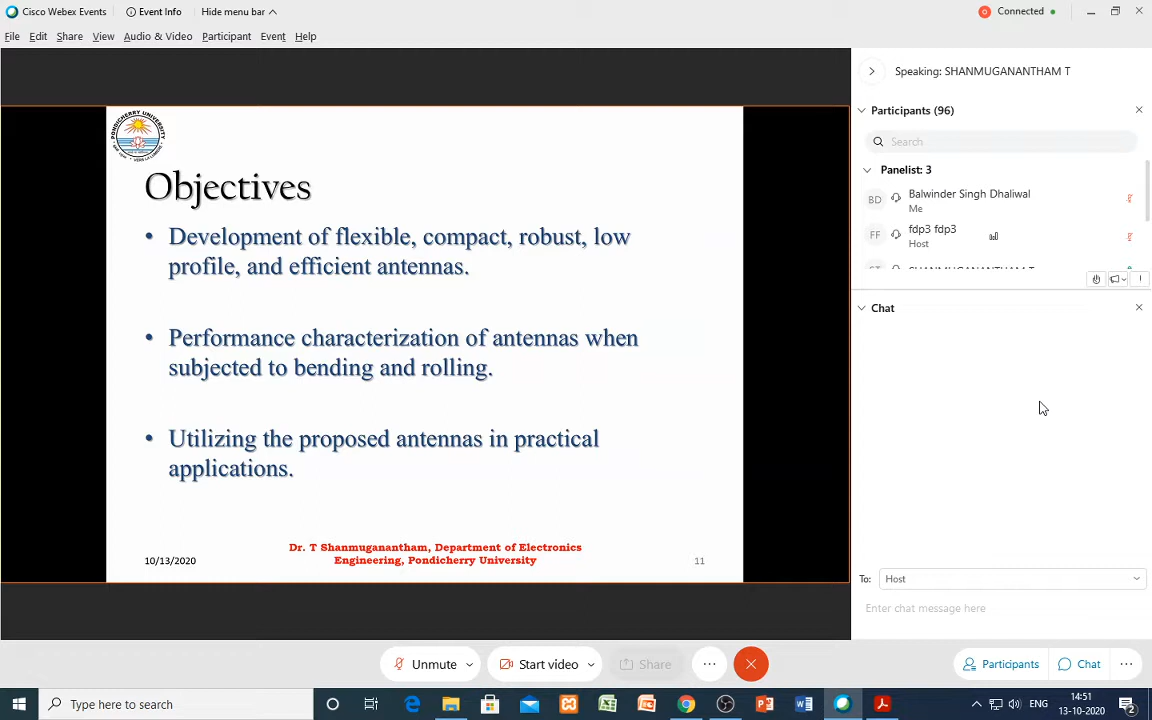 Cisco Webex Events
Event Info
Hide menu bar
Connected
File Edit Share View Audio & Video Participant Event Help
PONDICHERRY UNIVERSITY
Objectives
• Development of flexible, compact, robust, low
profile, and efficient antennas.
• Performance characterization of antennas when
subjected to bending and rolling.
• Utilizing the proposed antennas in practical
applications.
10/13/2020
Dr. T Shanmuganantham, Department of Electronics
Engineering, Pondicherry University
11
Speaking: SHANMUGANANTHAM T
Participants (96)
Search
Panelist: 3
BD
Balwinder Singh Dhaliwal
Me
FF
fdp3 fdp3
Host
SHANMUGANANTHAM T
Chat
To:
Host
Enter chat message here
Unmute
Start video
Share
Participants
Chat
Type here to search
ENG
14:51
13-10-2020
2